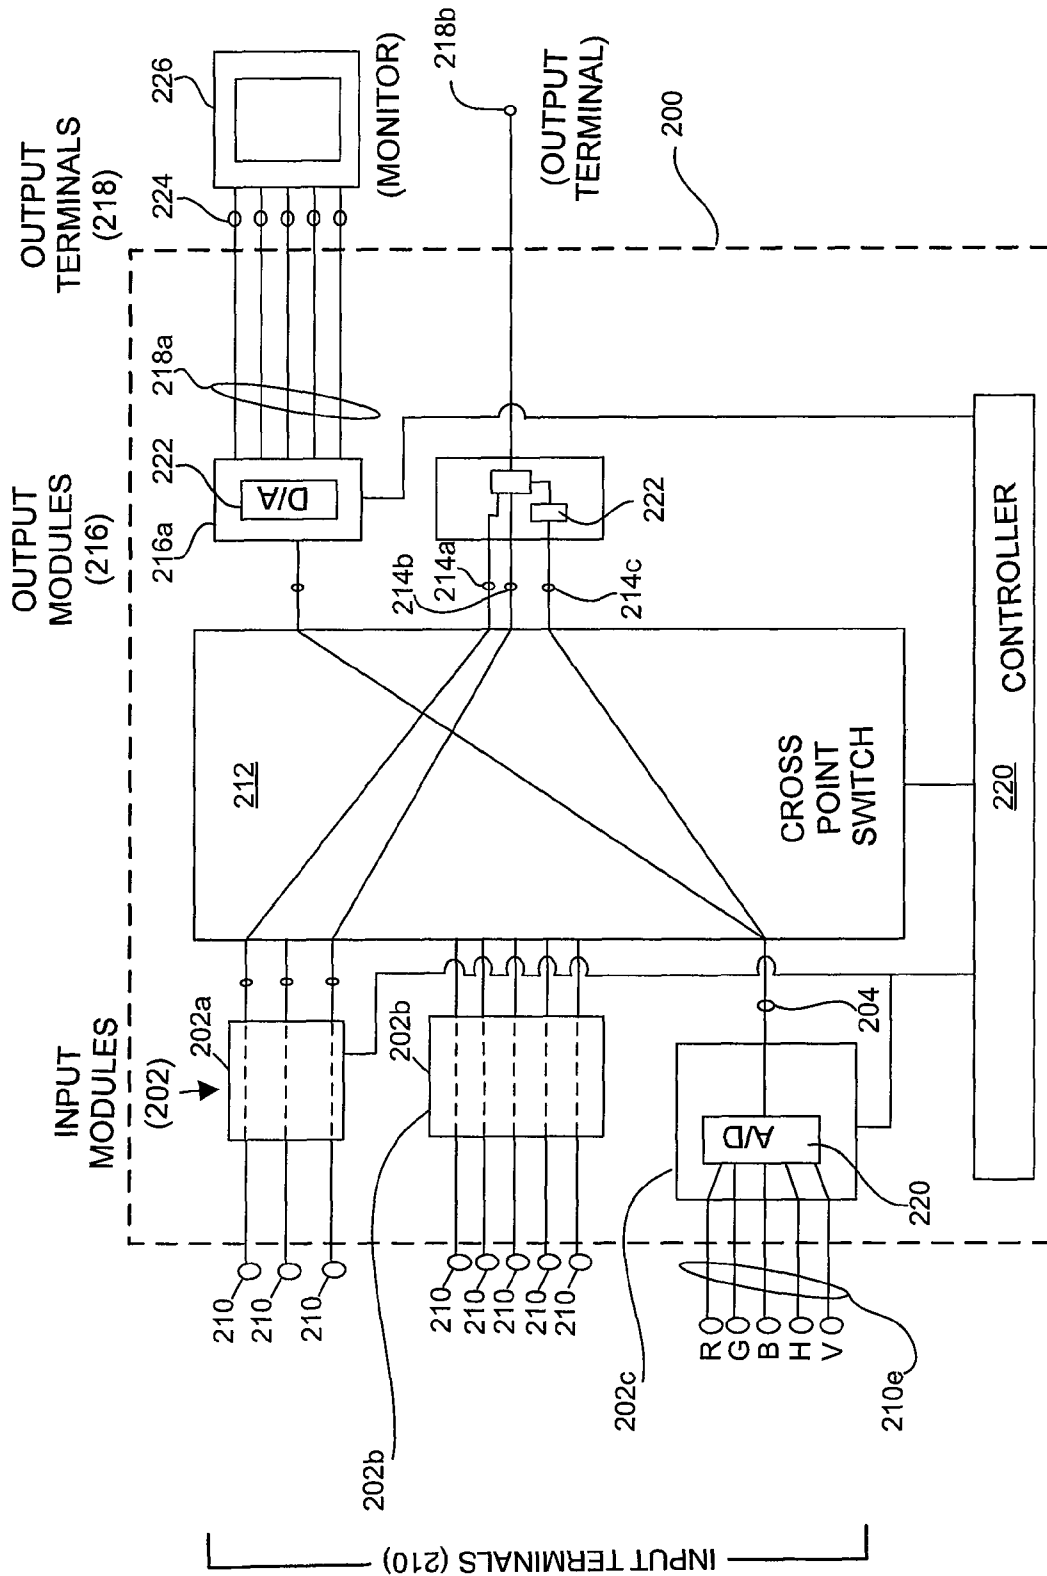 INPUT
MODULES
(202)
OUTPUT
MODULES
(216)
OUTPUT
TERMINALS
(218)
202a
216a
222
D/A
218a
224
226
(MONITOR)
210
210
210
212
214b
214a
214c
222
218b
(OUTPUT
TERMINAL)
202b
202b
210
210
210
210
210
CROSS
POINT
SWITCH
200
202c
A/D
204
220
R
G
B
H
V
210e
220
CONTROLLER
INPUT TERMINALS (210)